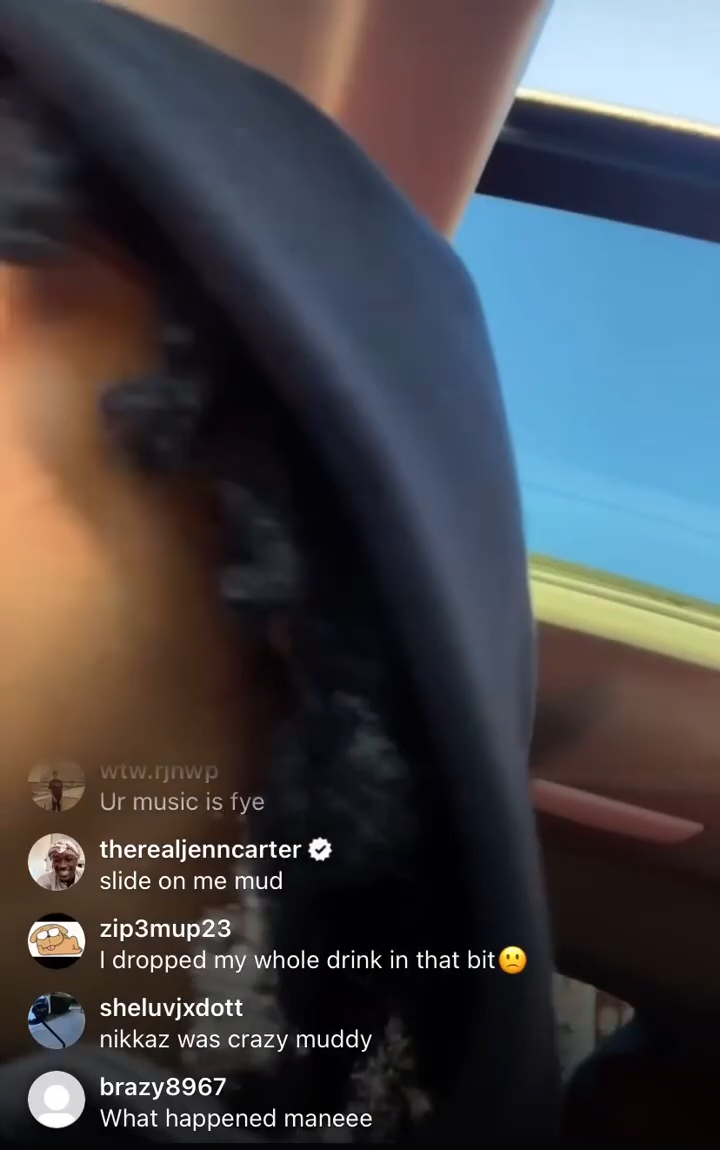 wtw.rjnwp
Ur music is fye
therealjenncarter
slide on me mud
zip3mup23
I dropped my whole drink in that bit🙁
sheluvjxdott
nikkaz was crazy muddy
brazy8967
What happened maneee